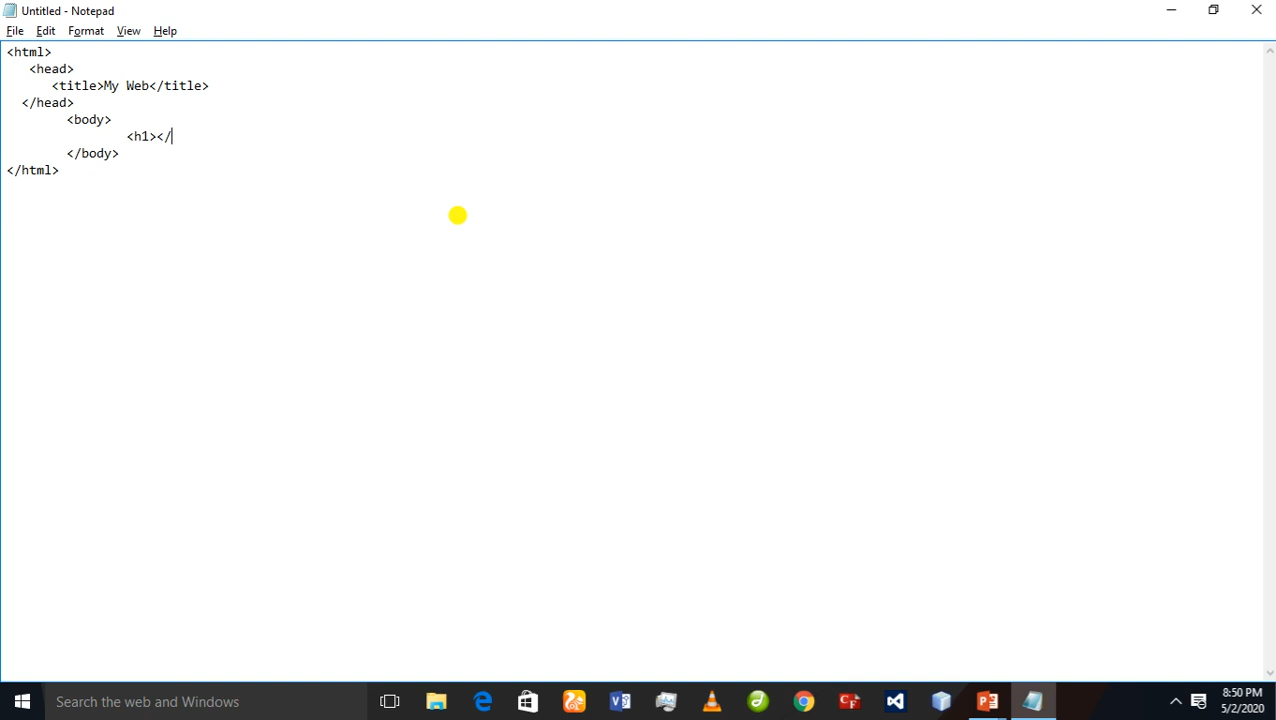 Untitled - Notepad
File Edit Format View Help
<html>
<head>
<title>My Web</title>
</head>
<body>
<h1></
</body>
</html>
Search the web and Windows
8:50 PM
5/2/2020